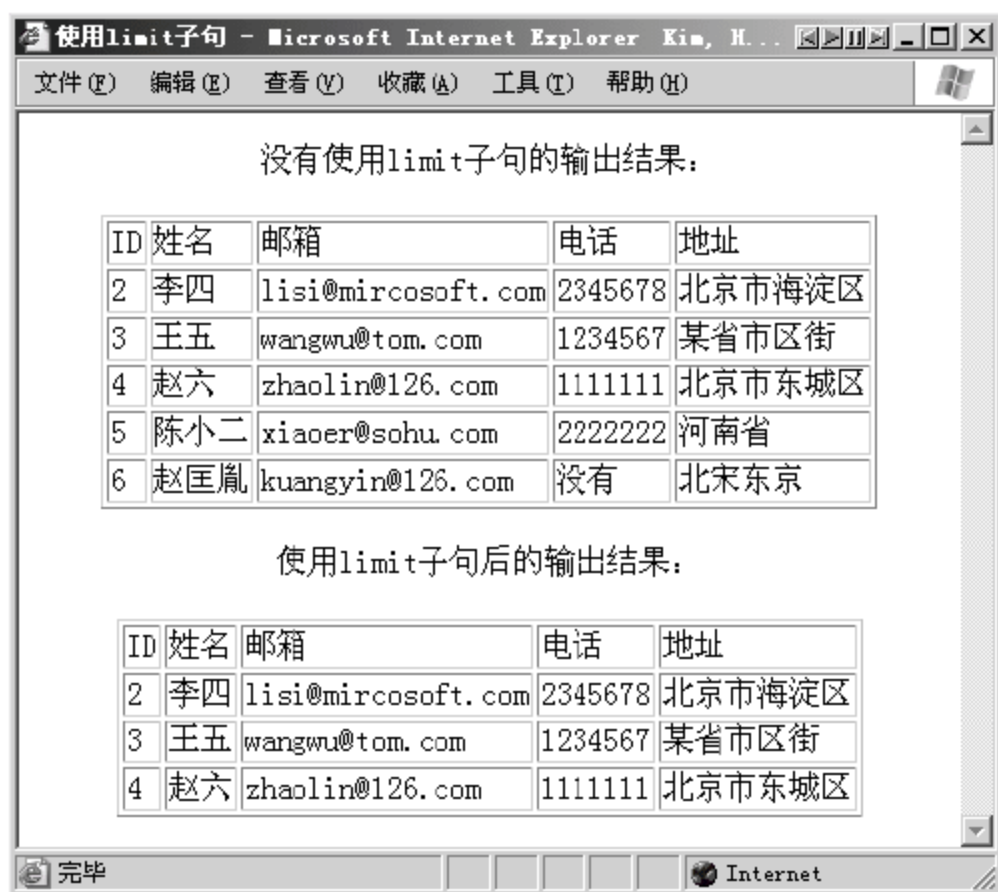 使用limit子句 - Microsoft Internet Explorer Kim, H...
文件(F) 编辑(E) 查看(V) 收藏(A) 工具(T) 帮助(H)
没有使用limit子句的输出结果：
ID 姓名 邮箱 电话 地址
2 李四 lisi@mircosoft.com 2345678 北京市海淀区
3 王五 wangwu@tom.com 1234567 某省市区街
4 赵六 zhaolin@126.com 1111111 北京市东城区
5 陈小二 xiaoer@sohu.com 2222222 河南省
6 赵匡胤 kuangyin@126.com 没有 北宋东京
使用limit子句后的输出结果：
ID 姓名 邮箱 电话 地址
2 李四 lisi@mircosoft.com 2345678 北京市海淀区
3 王五 wangwu@tom.com 1234567 某省市区街
4 赵六 zhaolin@126.com 1111111 北京市东城区
完毕 Internet